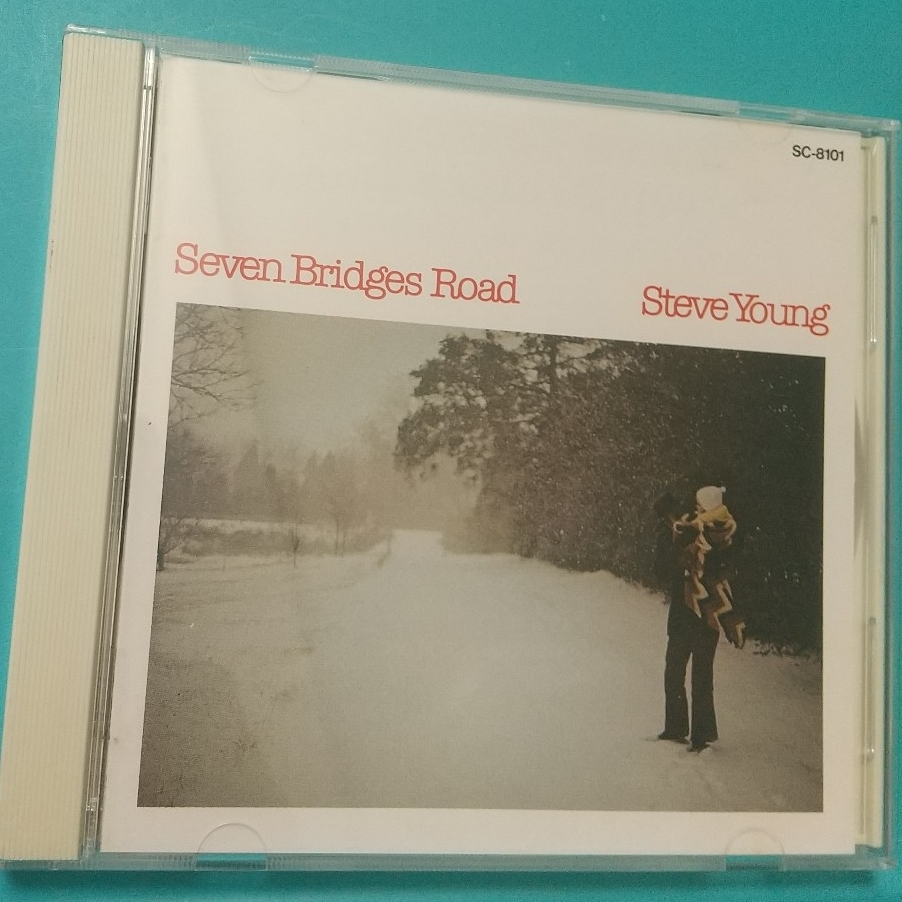 SC-8101
Seven Bridges Road
Steve Young